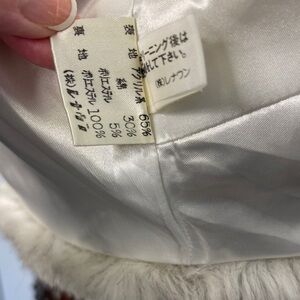 表地
アクリル系 65%
綿 30%
ポリエステル 5%
裏地
ポリエステル 100%
(株)レナウン
ーニング後は
れて下さい。
(株)レナウン